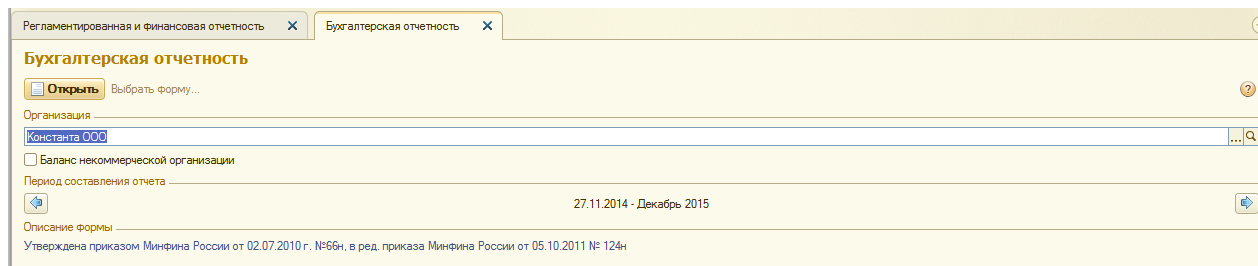 Регламентированная и финансовая отчетность
Бухгалтерская отчетность
Бухгалтерская отчетность
Открыть Выбрать форму...
?
Организация
Константа ООО
...
Баланс некоммерческой организации
Период составления отчета
27.11.2014 - Декабрь 2015
Описание формы
Утверждена приказом Минфина России от 02.07.2010 г. №66н, в ред. приказа Минфина России от 05.10.2011 № 124н